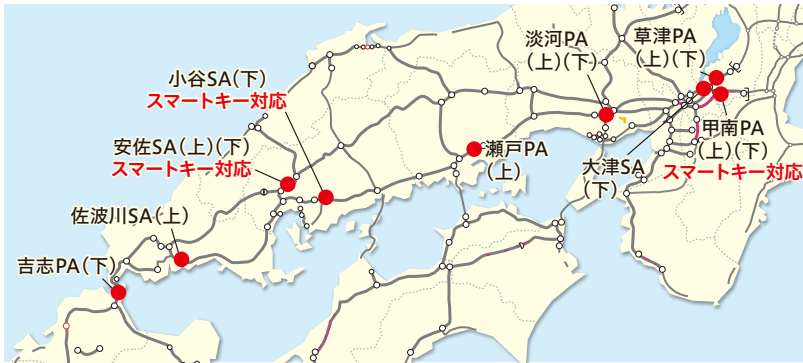 淡河PA
(上)(下)
草津PA
(上)(下)
小谷SA(下)
スマートキー対応
安佐SA(上)(下)
スマートキー対応
瀬戸PA
(上)
大津SA
(下)
甲南PA
(上)(下)
スマートキー対応
佐波川SA(上)
吉志PA(下)